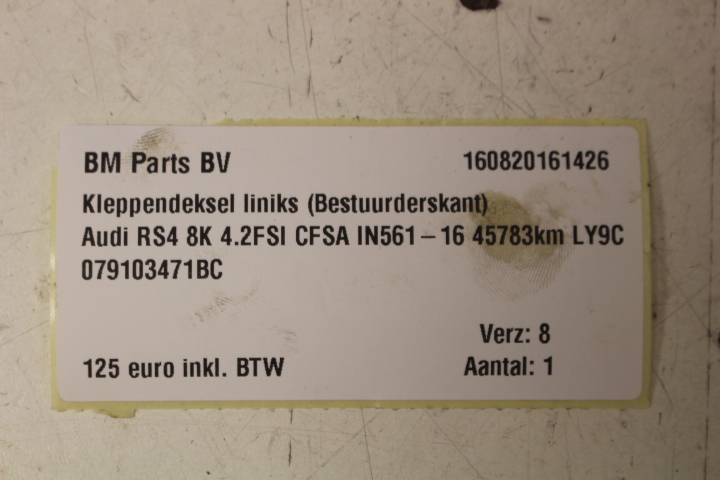 BM Parts BV 160820161426
Kleppendeksel liniks (Bestuurderskant)
Audi RS4 8K 4.2FSI CFSA IN561 – 16 45783km LY9C
079103471BC
Verz: 8
125 euro inkl. BTW Aantal: 1